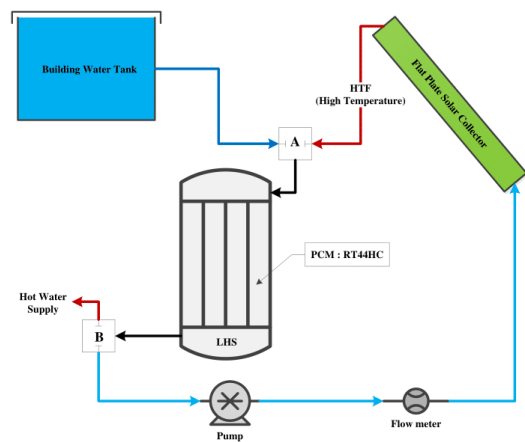 Building Water Tank
HTF
(High Temperature)
Flat Plate Solar Collector
A
PCM : RT44HC
Hot Water
Supply
B
LHS
Flow meter
Pump